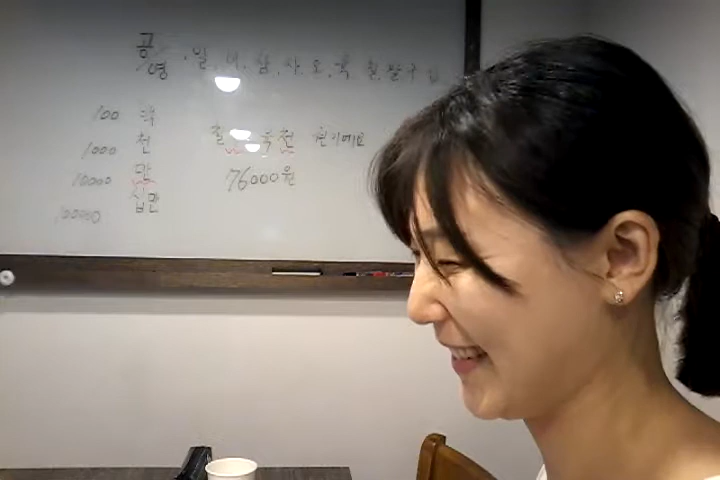 공
영 . 일 . 이 . 삼 . 사 . 오 . 육 칠 팔 구 십
100 백
1000 천
10000 만
100000 십만
칠 육천 원이에요
76000원